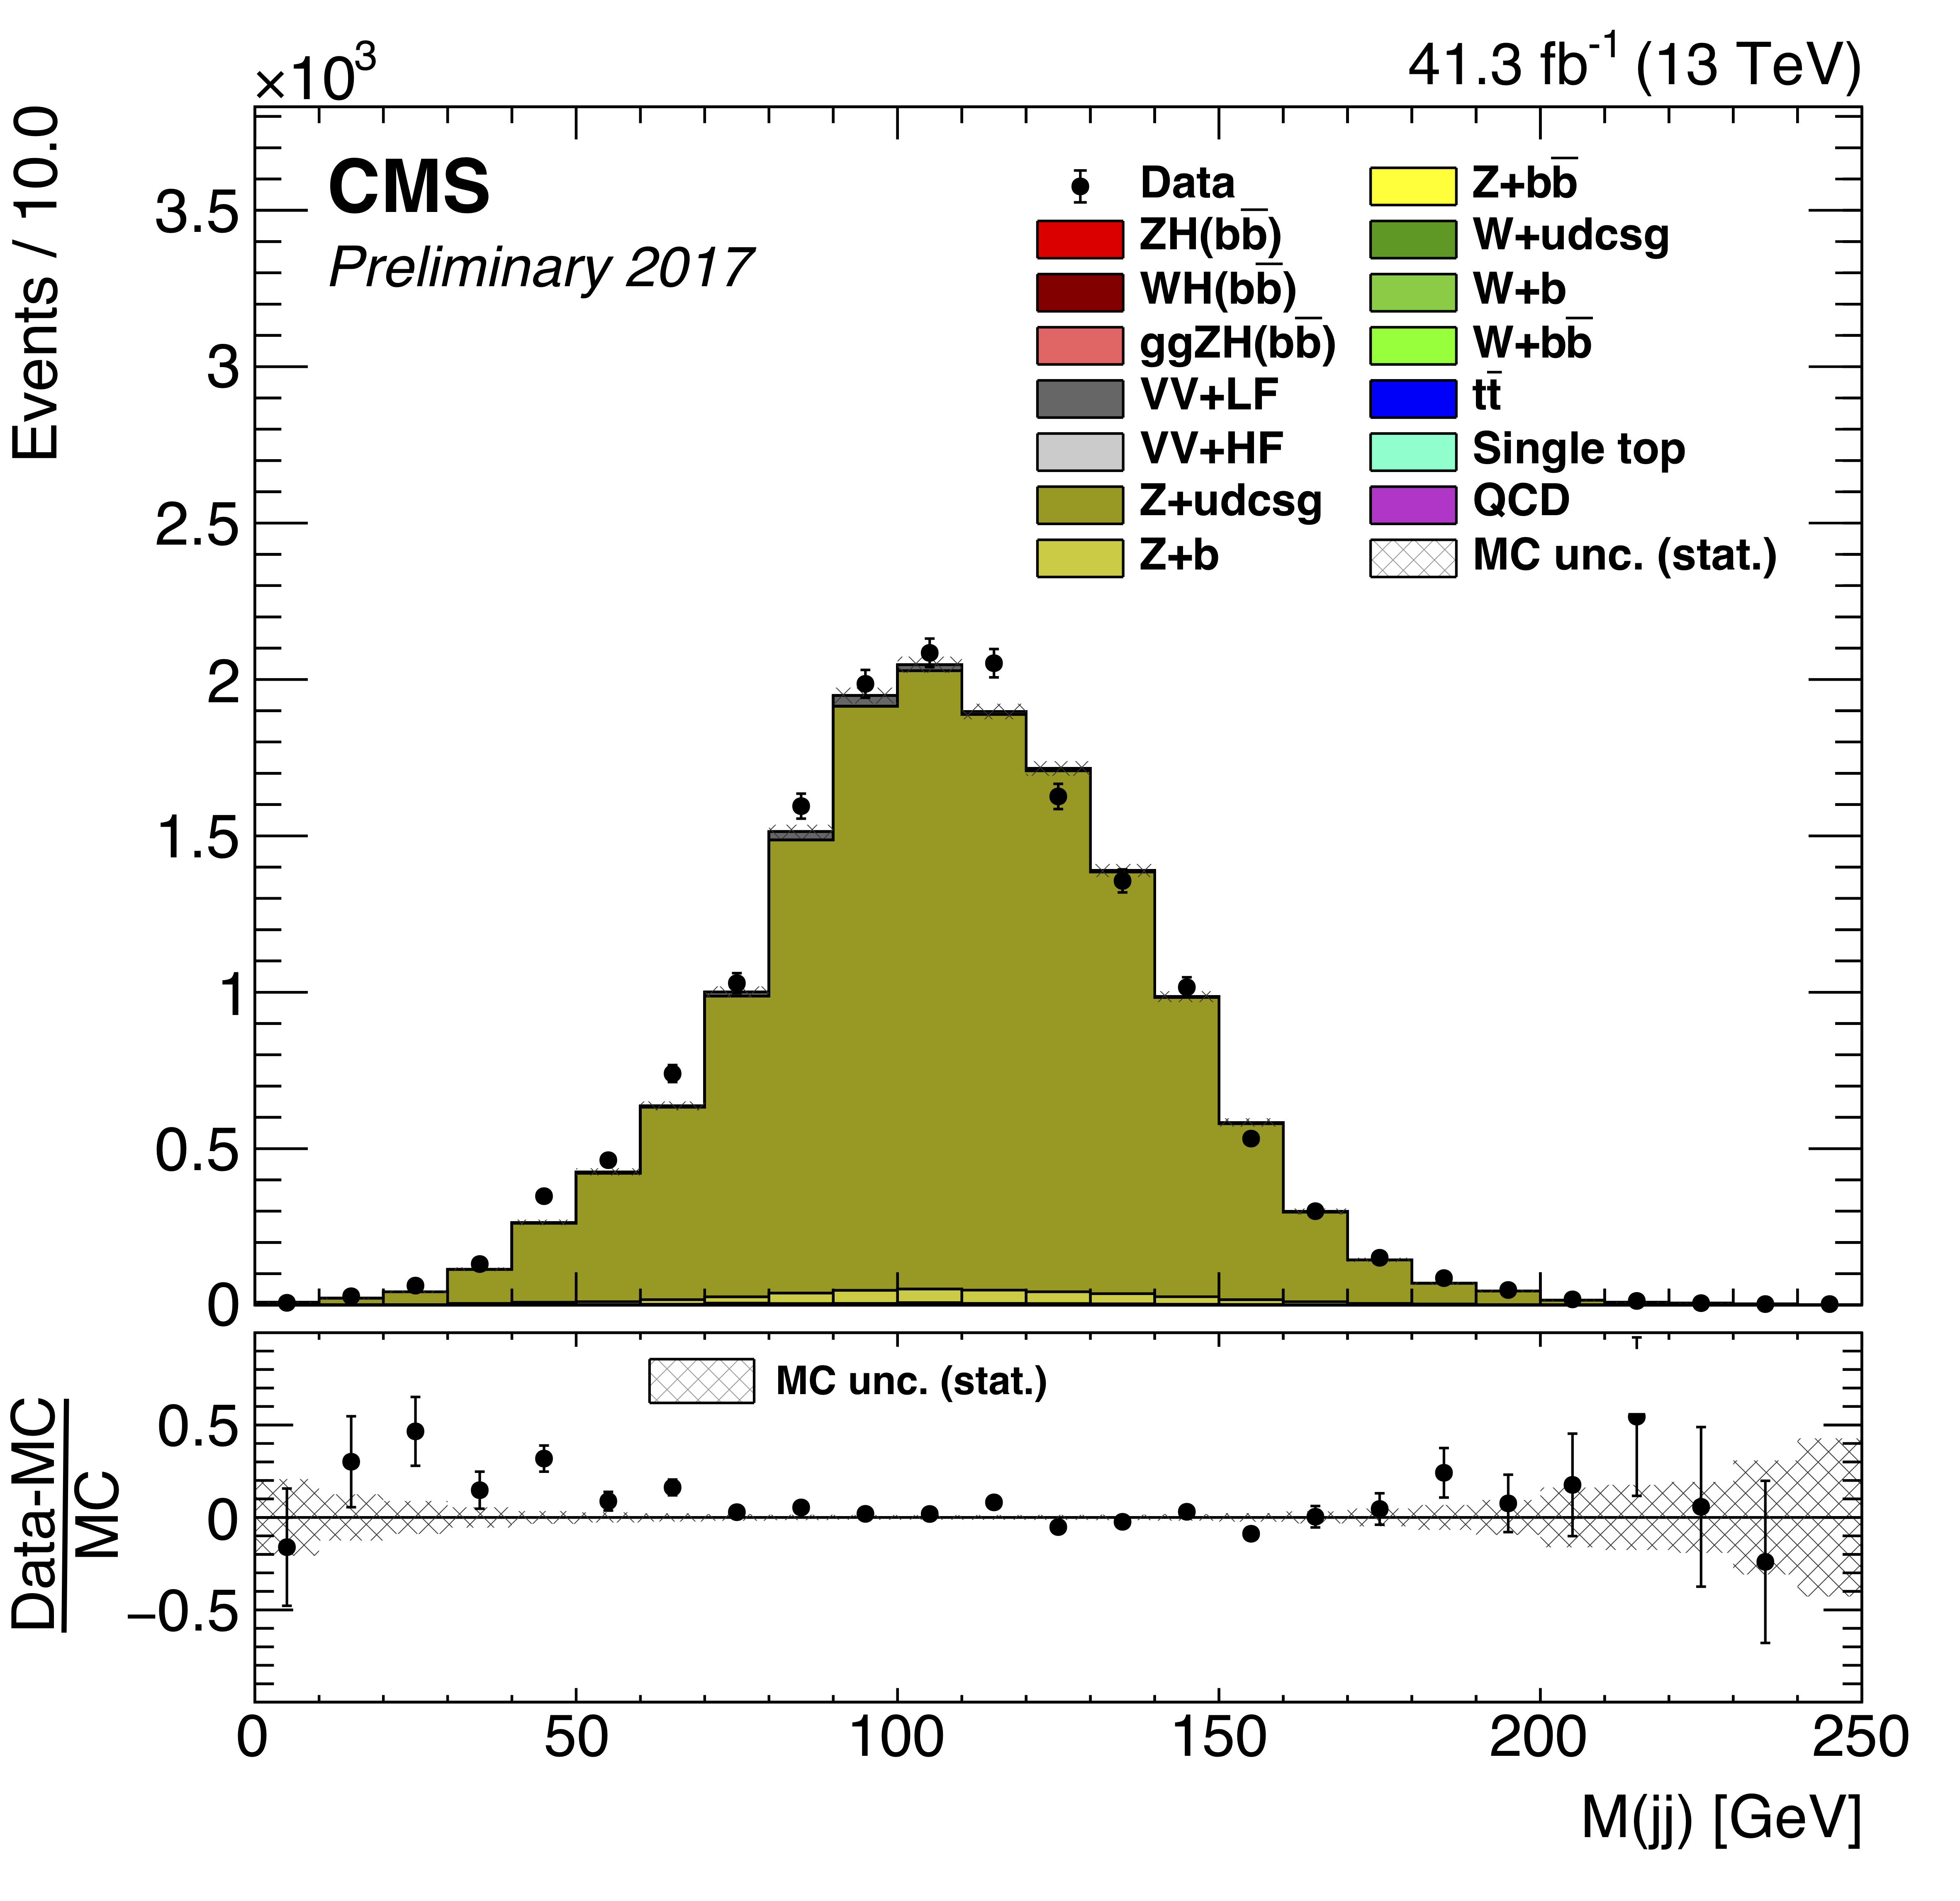 ×10³
41.3 fb⁻¹ (13 TeV)
Events / 10.0
CMS
Preliminary 2017
Data
ZH(bb̅)
WH(bb̅)
ggZH(bb̅)
VV+LF
VV+HF
Z+udcsg
Z+b
Z+bb̅
W+udcsg
W+b
W+bb̅
tt̅
Single top
QCD
MC unc. (stat.)
3.5
3
2.5
2
1.5
1
0.5
0
MC unc. (stat.)
Data-MC
MC
0.5
0
−0.5
0 50 100 150 200 250
M(jj) [GeV]